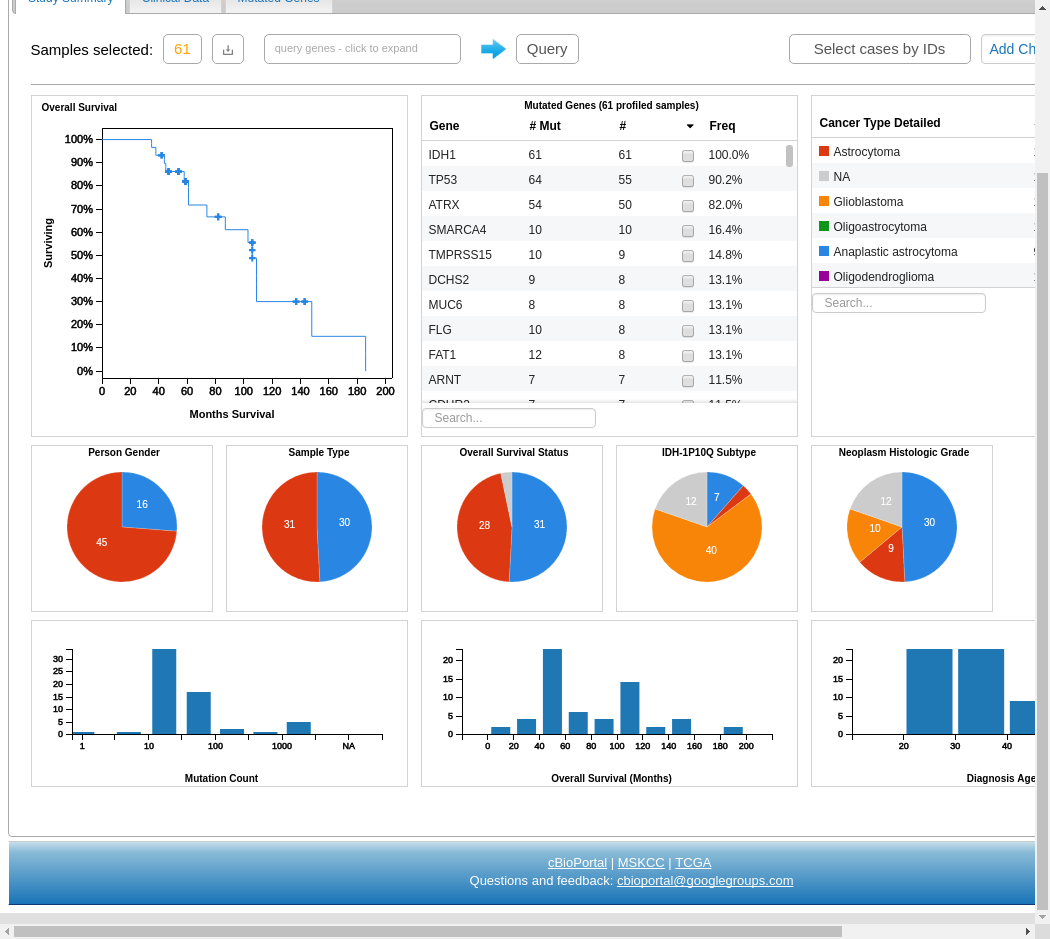 Study Summary Clinical Data Mutated Genes
Samples selected: 61 query genes - click to expand Query Select cases by IDs Add Ch
Overall Survival
100%
90%
80%
70%
60%
50%
40%
30%
20%
10%
0%
Surviving
0 20 40 60 80 100 120 140 160 180 200
Months Survival
Mutated Genes (61 profiled samples)
Gene # Mut # Freq
IDH1 61 61 100.0%
TP53 64 55 90.2%
ATRX 54 50 82.0%
SMARCA4 10 10 16.4%
TMPRSS15 10 9 14.8%
DCHS2 9 8 13.1%
MUC6 8 8 13.1%
FLG 10 8 13.1%
FAT1 12 8 13.1%
ARNT 7 7 11.5%
Search...
Cancer Type Detailed
Astrocytoma
NA
Glioblastoma
Oligoastrocytoma
Anaplastic astrocytoma
Oligodendroglioma
Search...
Person Gender
16
45
Sample Type
31 30
Overall Survival Status
28 31
IDH-1P10Q Subtype
12 7
40
Neoplasm Histologic Grade
12
30
10
9
30
25
20
15
10
5
0
1 10 100 1000 NA
Mutation Count
20
15
10
5
0
0 20 40 60 80 100 120 140 160 180 200
Overall Survival (Months)
20
15
10
5
0
20 30 40
Diagnosis Age
cBioPortal | MSKCC | TCGA
Questions and feedback: cbioportal@googlegroups.com